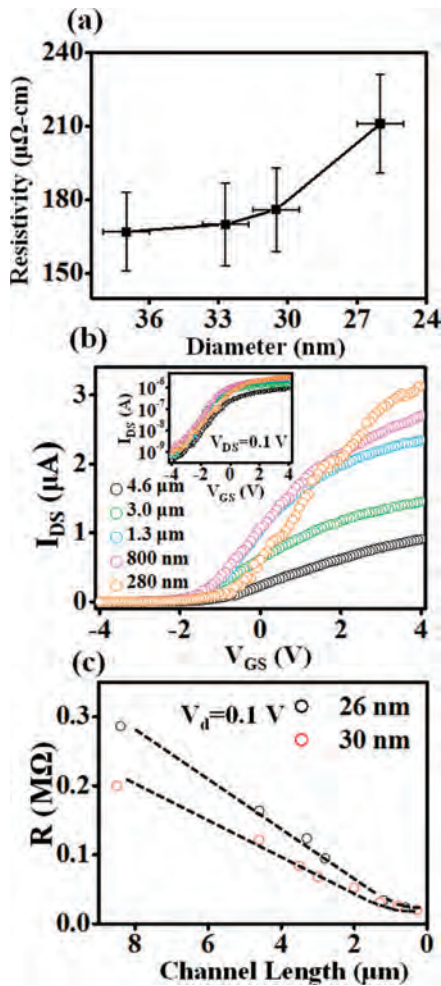 (a)
240
210
180
150
Resistivity (μΩ-cm)
36 33 30 27 24
Diameter (nm)
(b)
3
2
1
0
I_DS (μA)
10^-6
10^-7
10^-8
10^-9
I_DS (A)
V_DS=0.1 V
-4 -2 0 2 4
V_GS (V)
4.6 μm
3.0 μm
1.3 μm
800 nm
280 nm
-4 -2 0 2 4
V_GS (V)
(c)
V_d=0.1 V
26 nm
30 nm
0.3
0.2
0.1
0.0
R (MΩ)
8 6 4 2 0
Channel Length (μm)